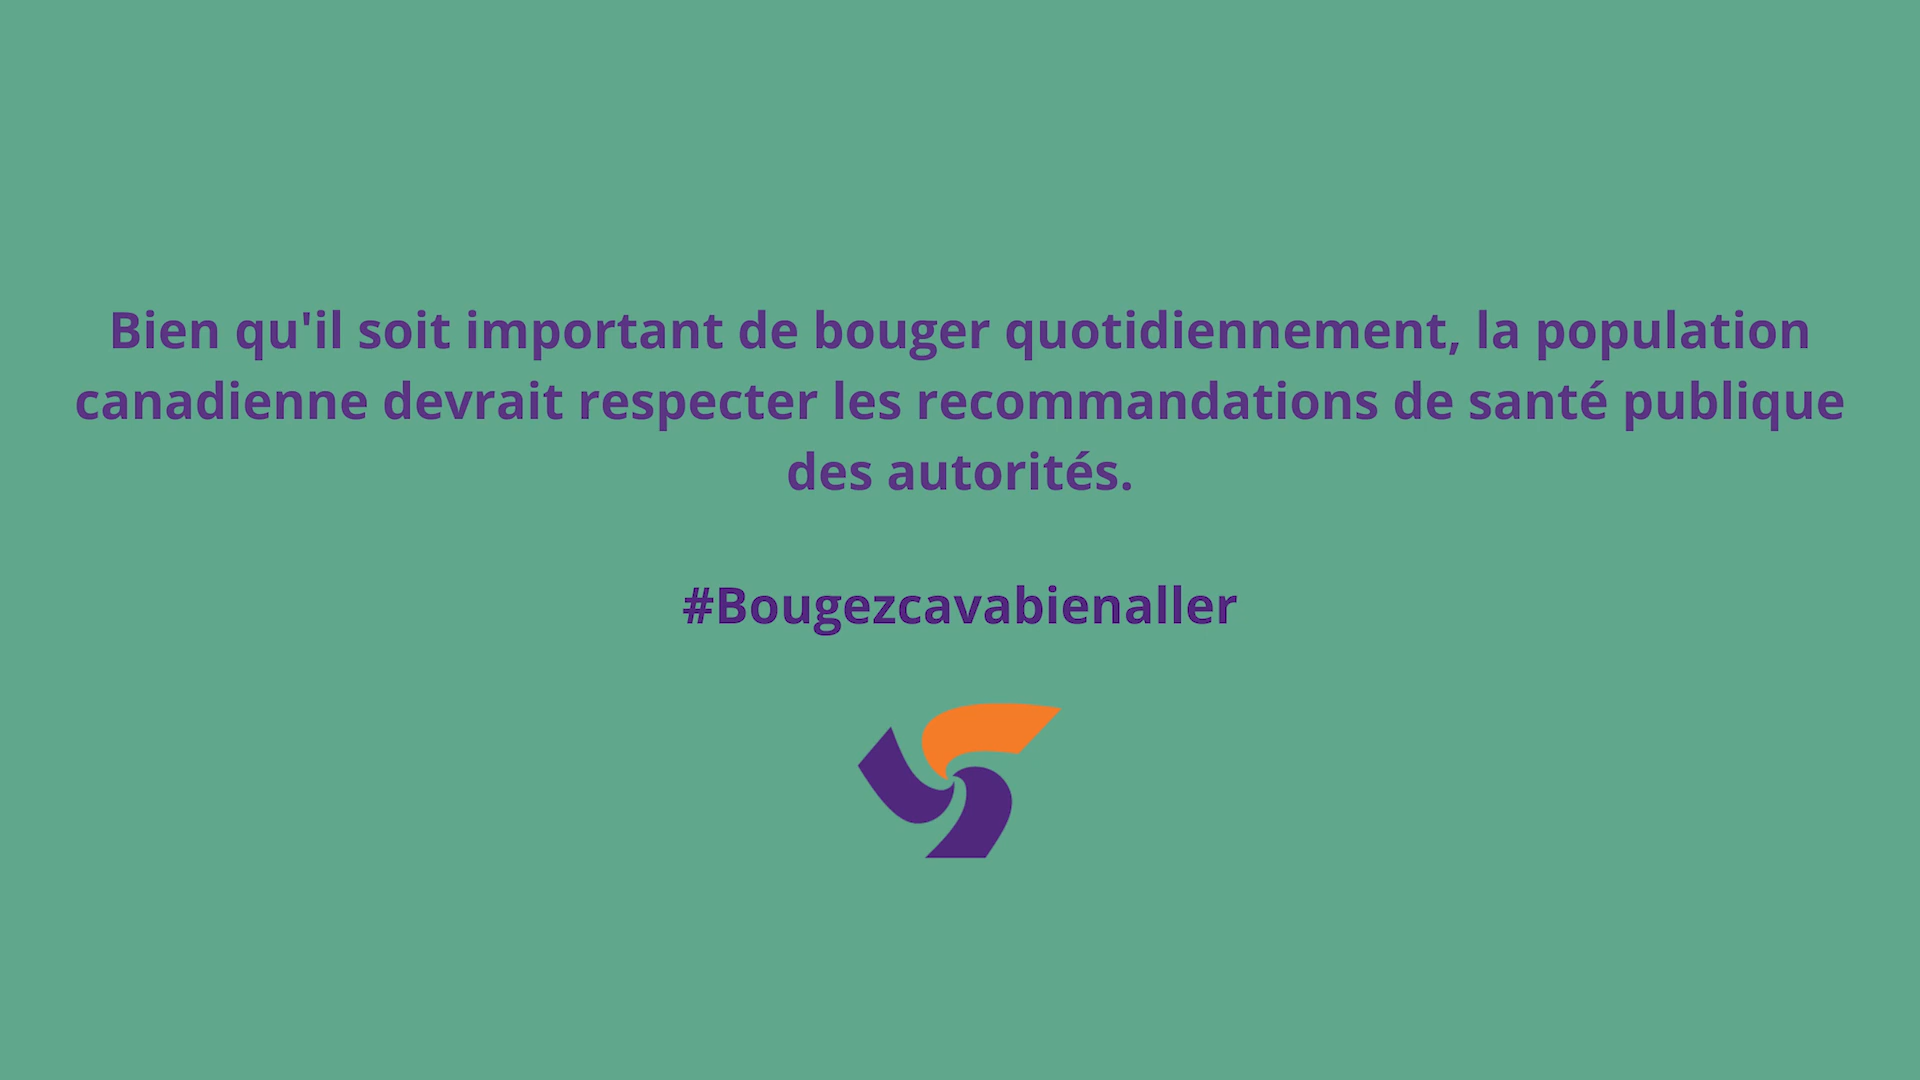 Bien qu'il soit important de bouger quotidiennement, la population
canadienne devrait respecter les recommandations de santé publique
des autorités.
#Bougezcavabienaller